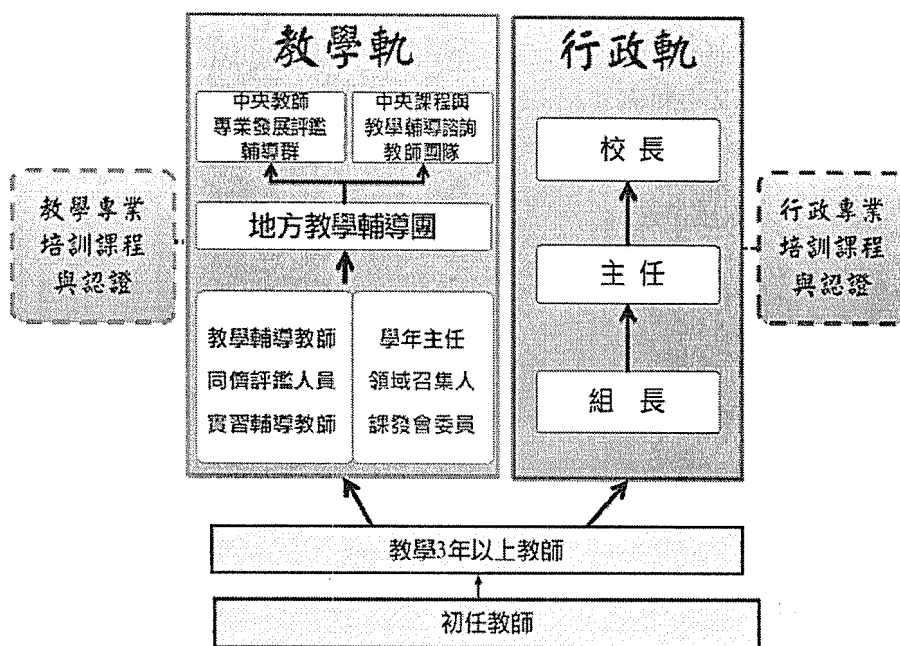 教學軌
行政軌
中央教師
專業發展評鑑
輔導群
中央課程與
教學輔導諮詢
教師團隊
校長
教學專業
培訓課程
與認證
地方教學輔導團
主任
行政專業
培訓課程
與認證
教學輔導教師
同儕評鑑人員
實習輔導教師
學年主任
領域召集人
課發會委員
組長
教學3年以上教師
初任教師